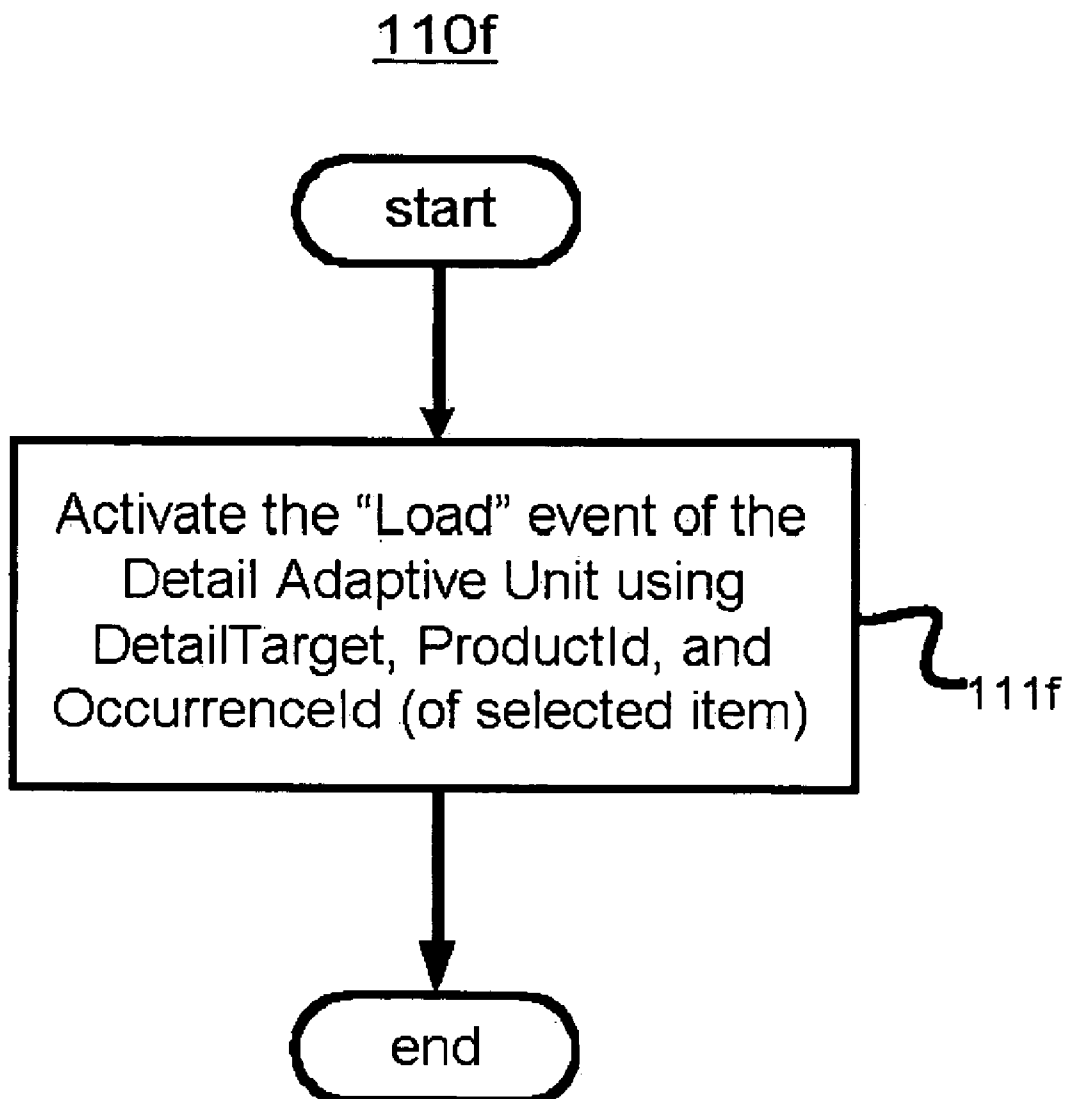 110f
start
Activate the “Load” event of the
Detail Adaptive Unit using
DetailTarget, ProductId, and
OccurrenceId (of selected item)
111f
end